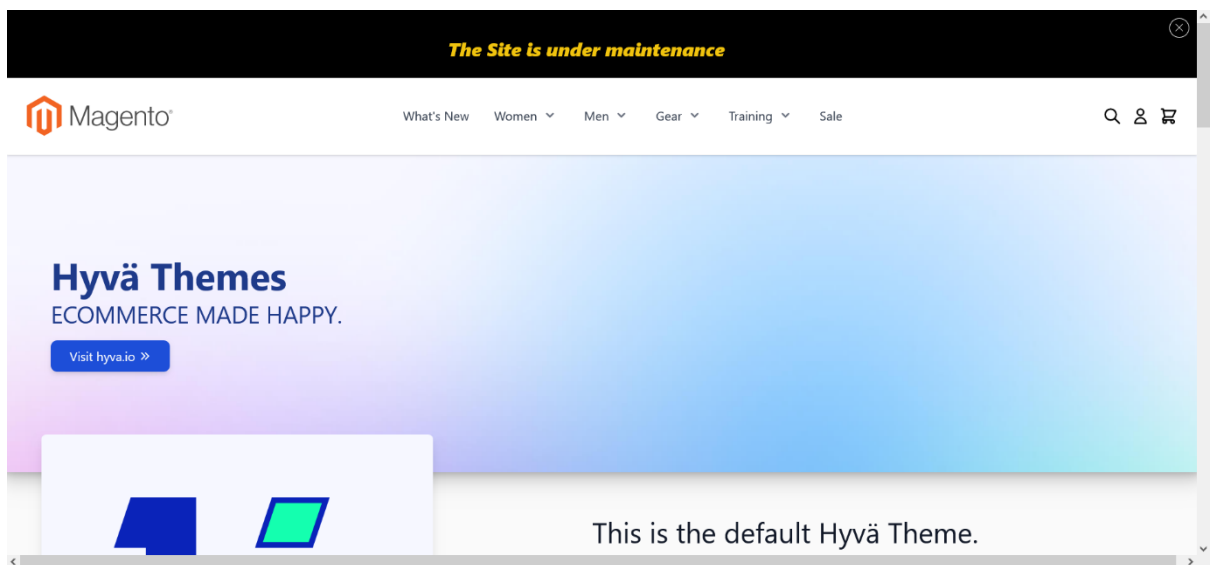 The Site is under maintenance
Magento®
What's New Women Men Gear Training Sale
Hyvä Themes
ECOMMERCE MADE HAPPY.
Visit hyva.io »
This is the default Hyvä Theme.